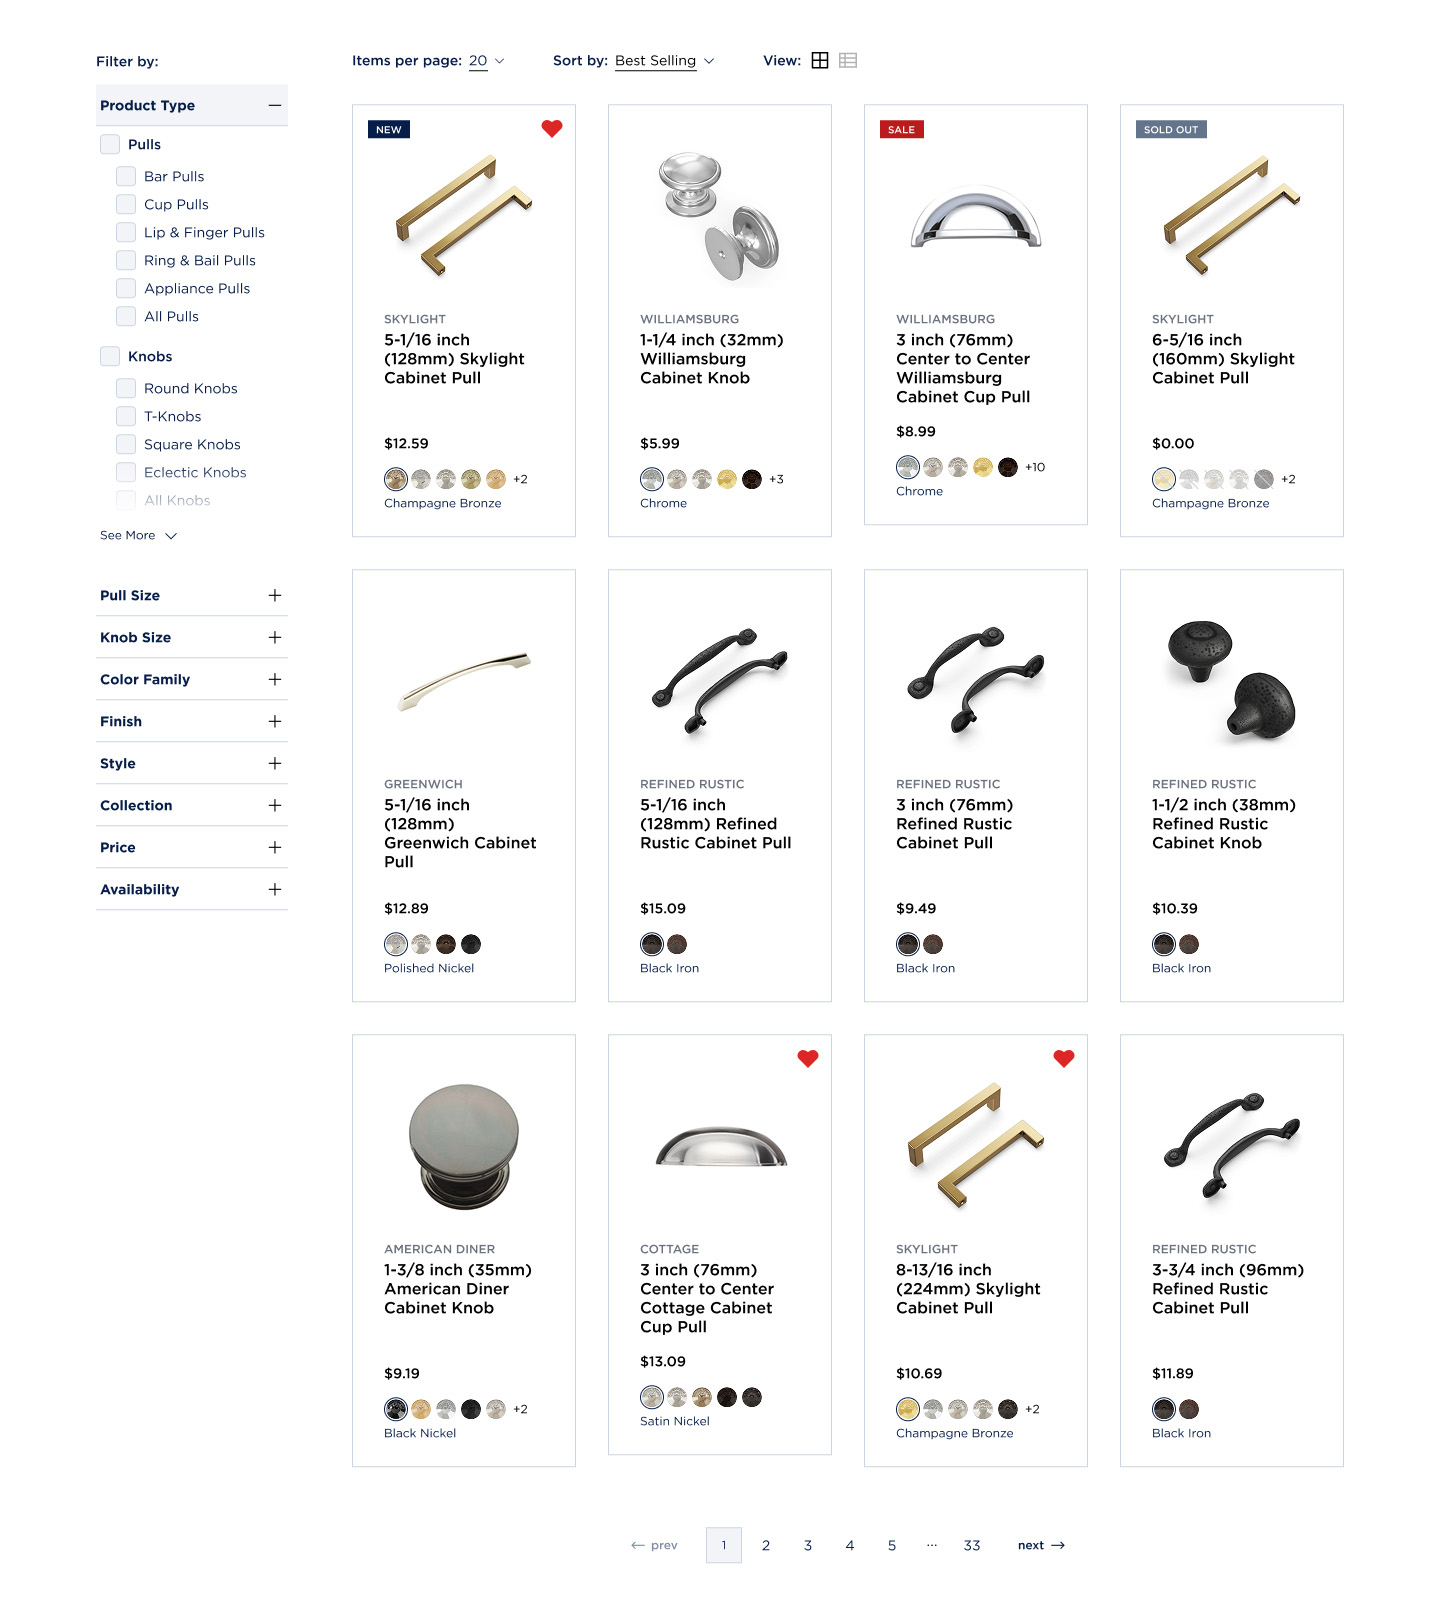 Filter by:
Items per page: 20
Sort by: Best Selling
View:
Product Type
Pulls
Bar Pulls
Cup Pulls
Lip & Finger Pulls
Ring & Bail Pulls
Appliance Pulls
All Pulls
Knobs
Round Knobs
T-Knobs
Square Knobs
Eclectic Knobs
All Knobs
See More
Pull Size
Knob Size
Color Family
Finish
Style
Collection
Price
Availability
NEW
SKYLIGHT
5-1/16 inch
(128mm) Skylight
Cabinet Pull
$12.59
+2
Champagne Bronze
WILLIAMSBURG
1-1/4 inch (32mm)
Williamsburg
Cabinet Knob
$5.99
+3
Chrome
SALE
WILLIAMSBURG
3 inch (76mm)
Center to Center
Williamsburg
Cabinet Cup Pull
$8.99
+10
Chrome
SOLD OUT
SKYLIGHT
6-5/16 inch
(160mm) Skylight
Cabinet Pull
$0.00
+2
Champagne Bronze
GREENWICH
5-1/16 inch
(128mm)
Greenwich Cabinet
Pull
$12.89
Polished Nickel
REFINED RUSTIC
5-1/16 inch
(128mm) Refined
Rustic Cabinet Pull
$15.09
Black Iron
REFINED RUSTIC
3 inch (76mm)
Refined Rustic
Cabinet Pull
$9.49
Black Iron
REFINED RUSTIC
1-1/2 inch (38mm)
Refined Rustic
Cabinet Knob
$10.39
Black Iron
AMERICAN DINER
1-3/8 inch (35mm)
American Diner
Cabinet Knob
$9.19
+2
Black Nickel
COTTAGE
3 inch (76mm)
Center to Center
Cottage Cabinet
Cup Pull
$13.09
Satin Nickel
SKYLIGHT
8-13/16 inch
(224mm) Skylight
Cabinet Pull
$10.69
+2
Champagne Bronze
REFINED RUSTIC
3-3/4 inch (96mm)
Refined Rustic
Cabinet Pull
$11.89
Black Iron
← prev 1 2 3 4 5 ... 33 next →